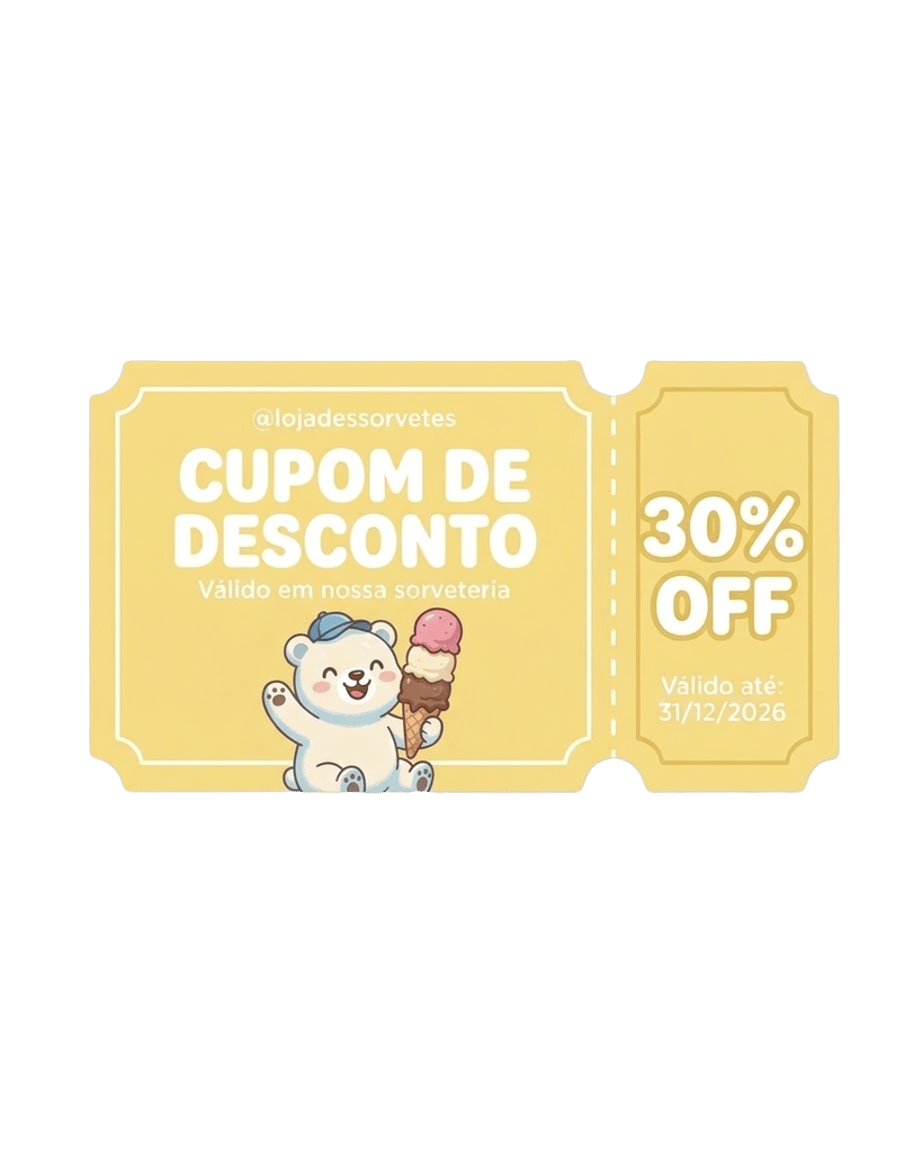 @lojadessorvetes
CUPOM DE
DESCONTO
Válido em nossa sorveteria
30%
OFF
Válido até:
31/12/2026